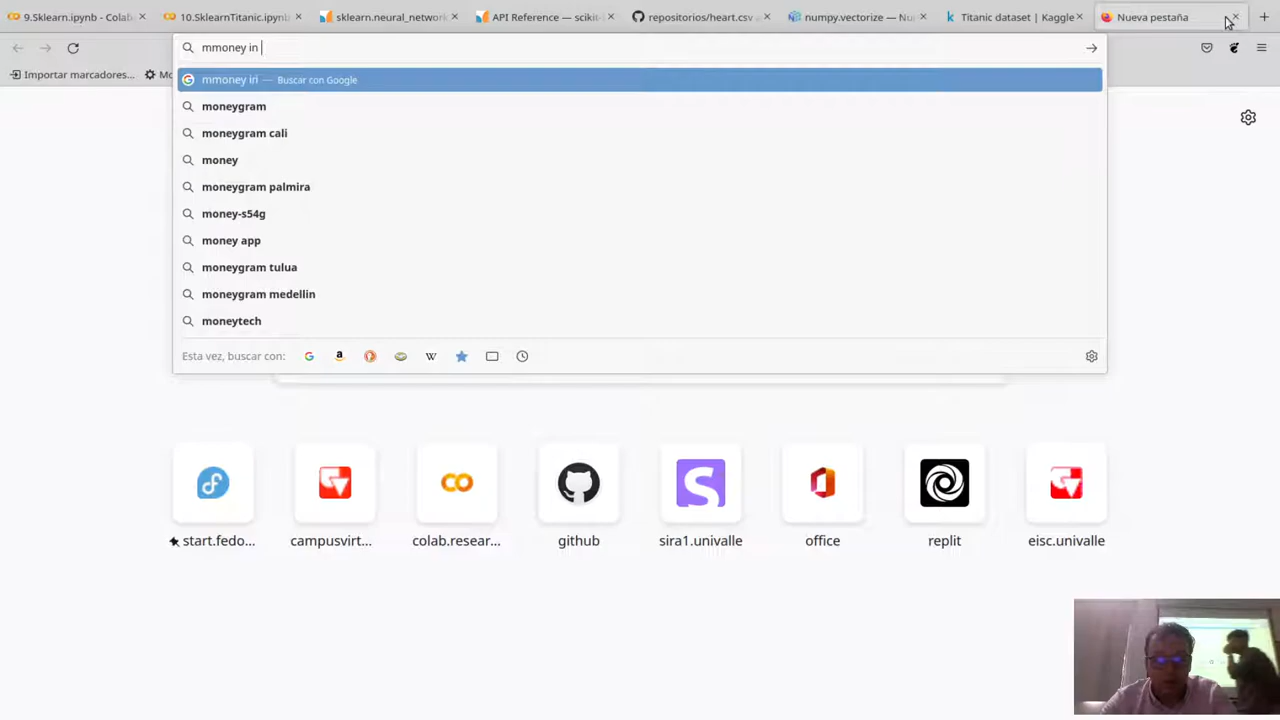 9.Sklearn.ipynb - Colab
10.SklearnTitanic.ipynb
sklearn.neural_network
API Reference — scikit-
repositorios/heart.csv
numpy.vectorize — Nu
Titanic dataset | Kaggle
Nueva pestaña
mmoney in
Importar marcadores...
mmoney iri — Buscar con Google
moneygram
moneygram cali
money
moneygram palmira
money-s54g
money app
moneygram tulua
moneygram medellin
moneytech
Esta vez, buscar con:
start.fedo...
campusvirt...
colab.resear...
github
sira1.univalle
office
replit
eisc.univalle